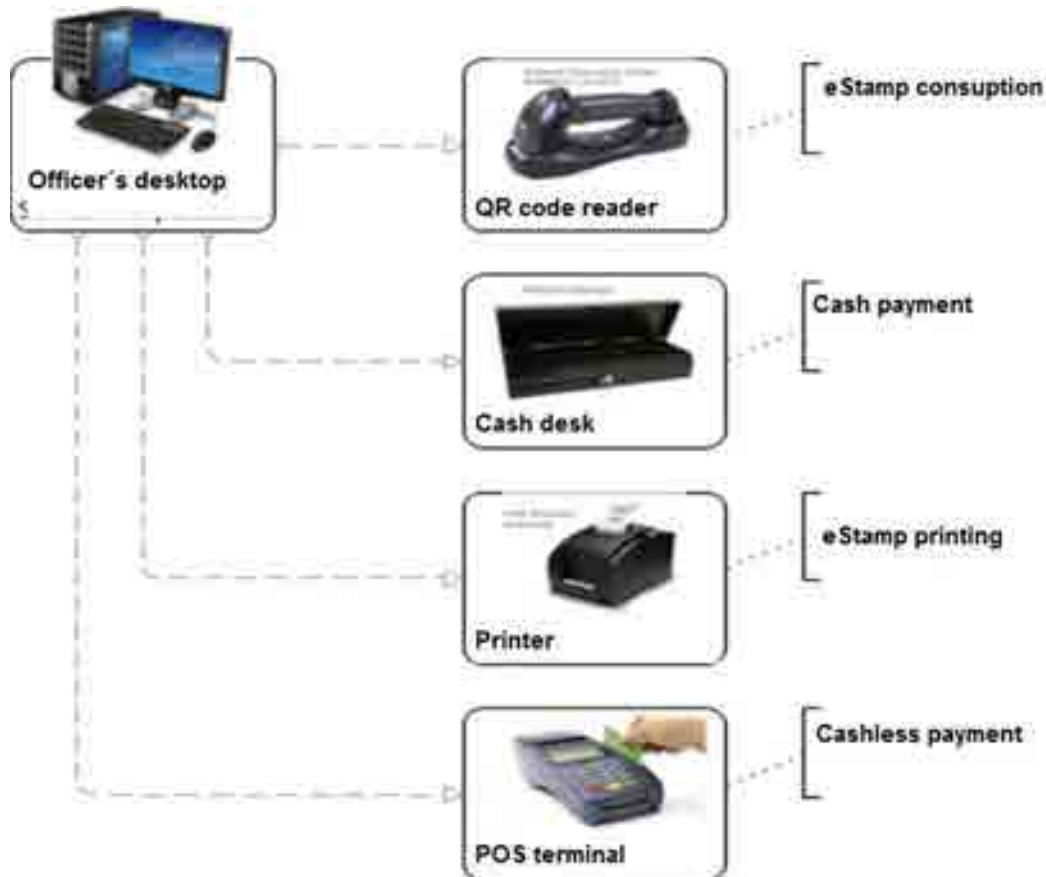 Officer´s desktop
eStamp consuption
QR code reader
Cash payment
Cash desk
eStamp printing
Printer
Cashless payment
POS terminal